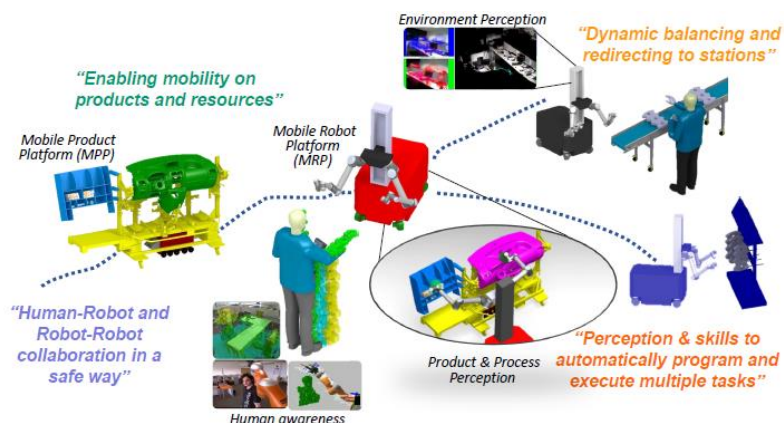 Environment Perception
“Dynamic balancing and
redirecting to stations”
“Enabling mobility on
products and resources”
Mobile Product
Platform (MPP)
Mobile Robot
Platform (MRP)
“Human-Robot and
Robot-Robot
collaboration in a
safe way”
Human awareness
Product & Process
Perception
“Perception & skills to
automatically program and
execute multiple tasks”